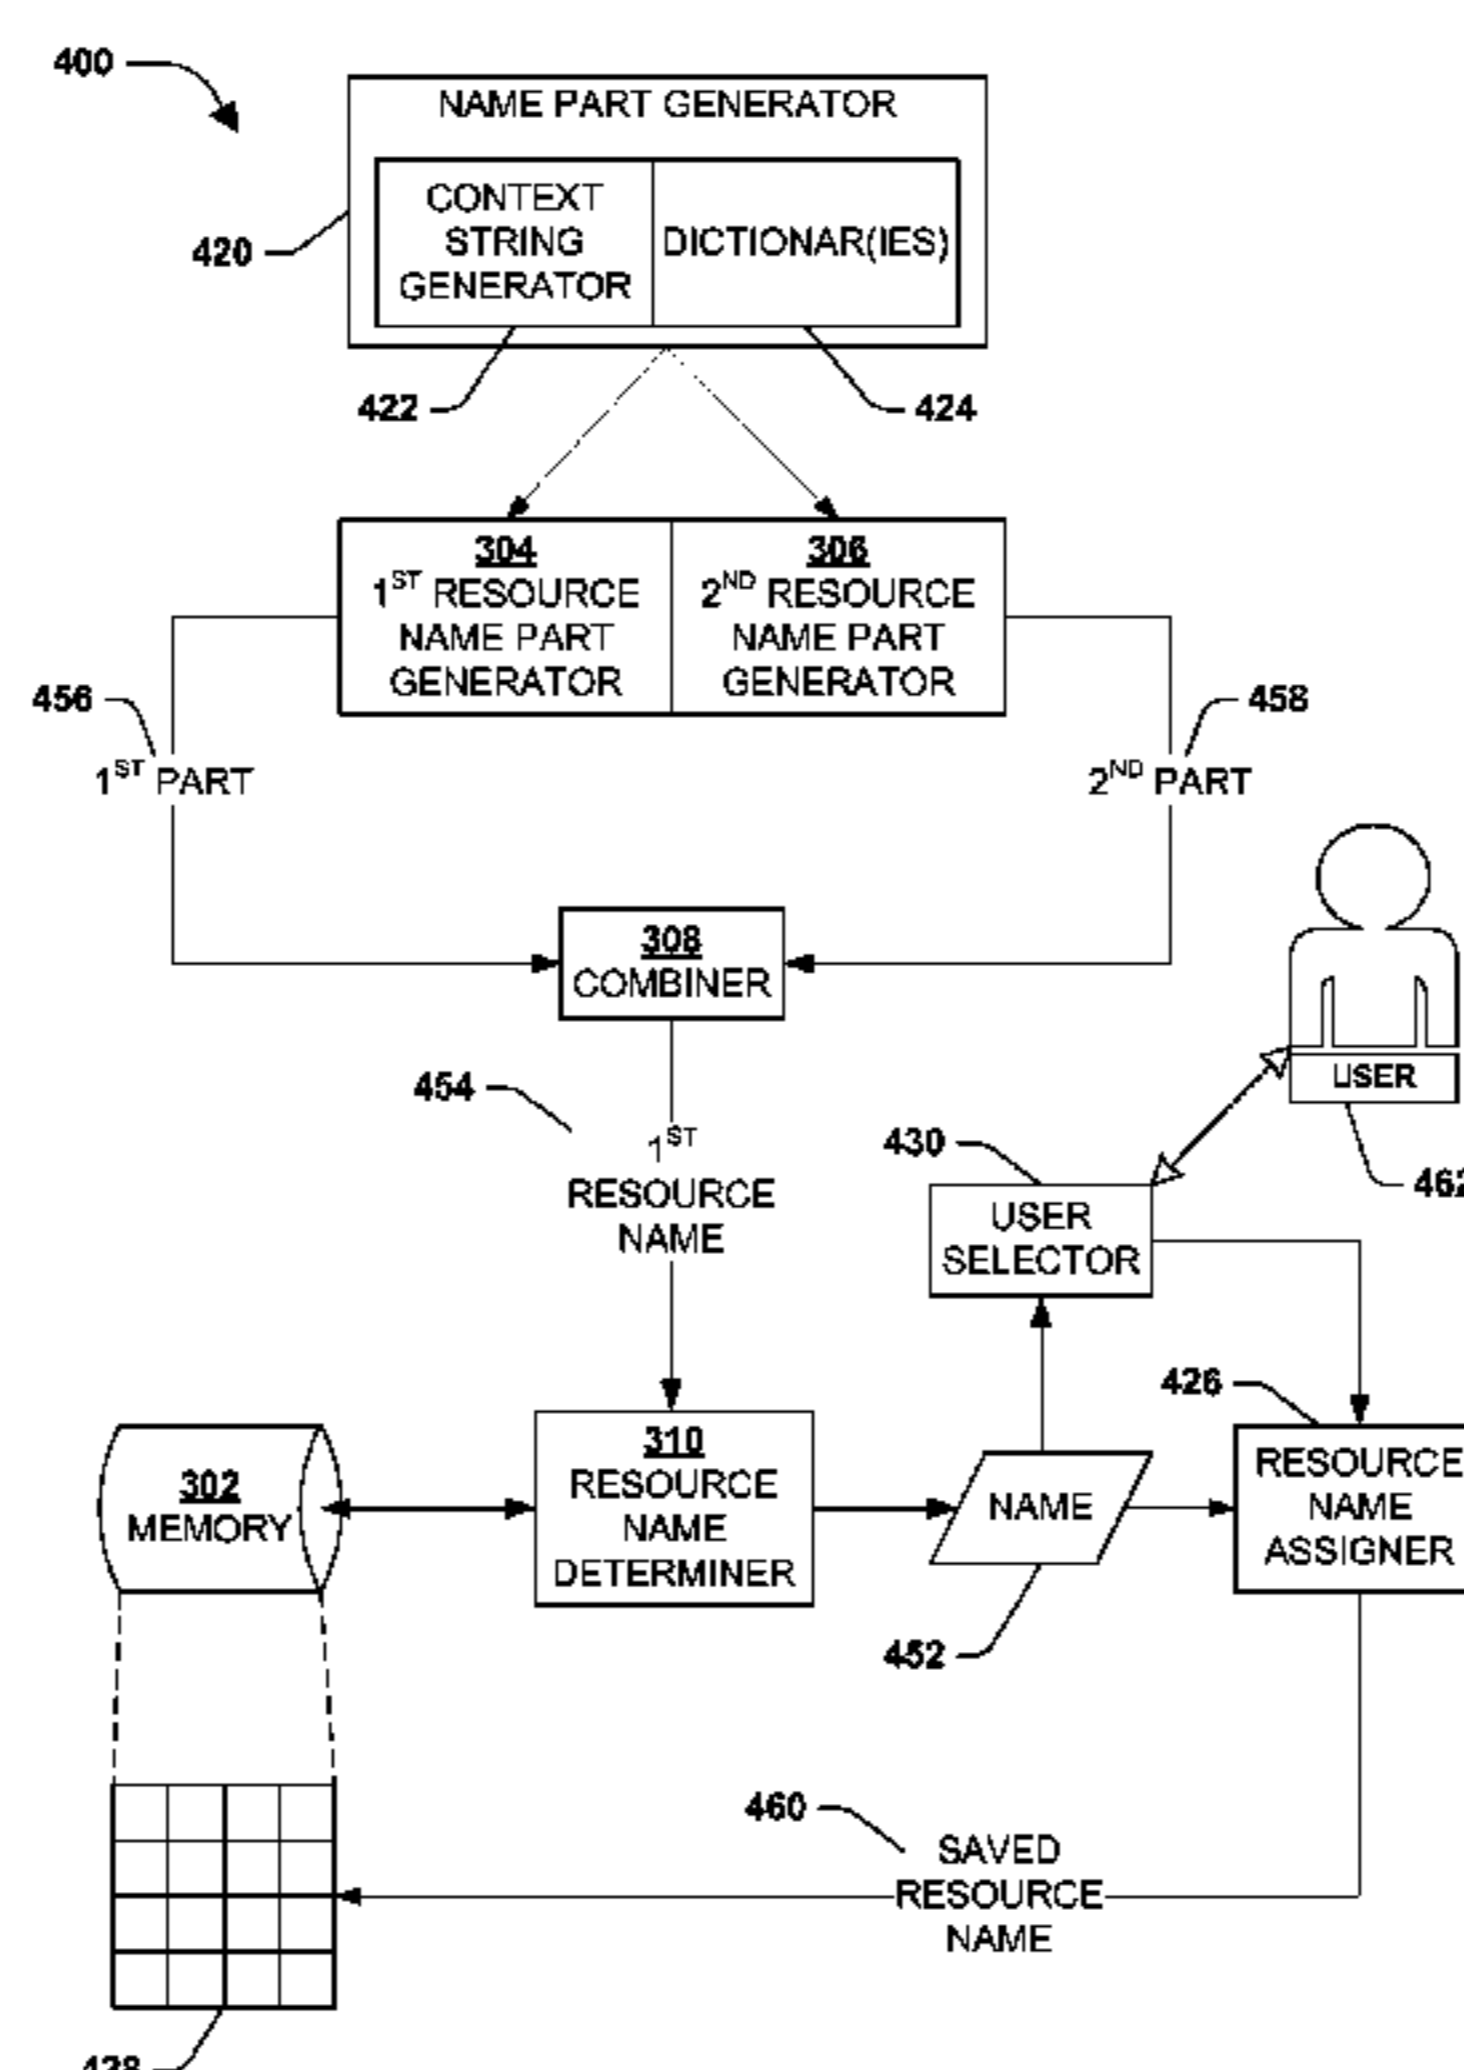 400
NAME PART GENERATOR
CONTEXT
STRING
GENERATOR
DICTIONAR(IES)
420
422
424
304
1ST RESOURCE
NAME PART
GENERATOR
306
2ND RESOURCE
NAME PART
GENERATOR
456
1ST PART
458
2ND PART
308
COMBINER
454
1ST
RESOURCE
NAME
USER
462
430
USER
SELECTOR
426
302
MEMORY
310
RESOURCE
NAME
DETERMINER
NAME
RESOURCE
NAME
ASSIGNER
452
460
SAVED
RESOURCE
NAME